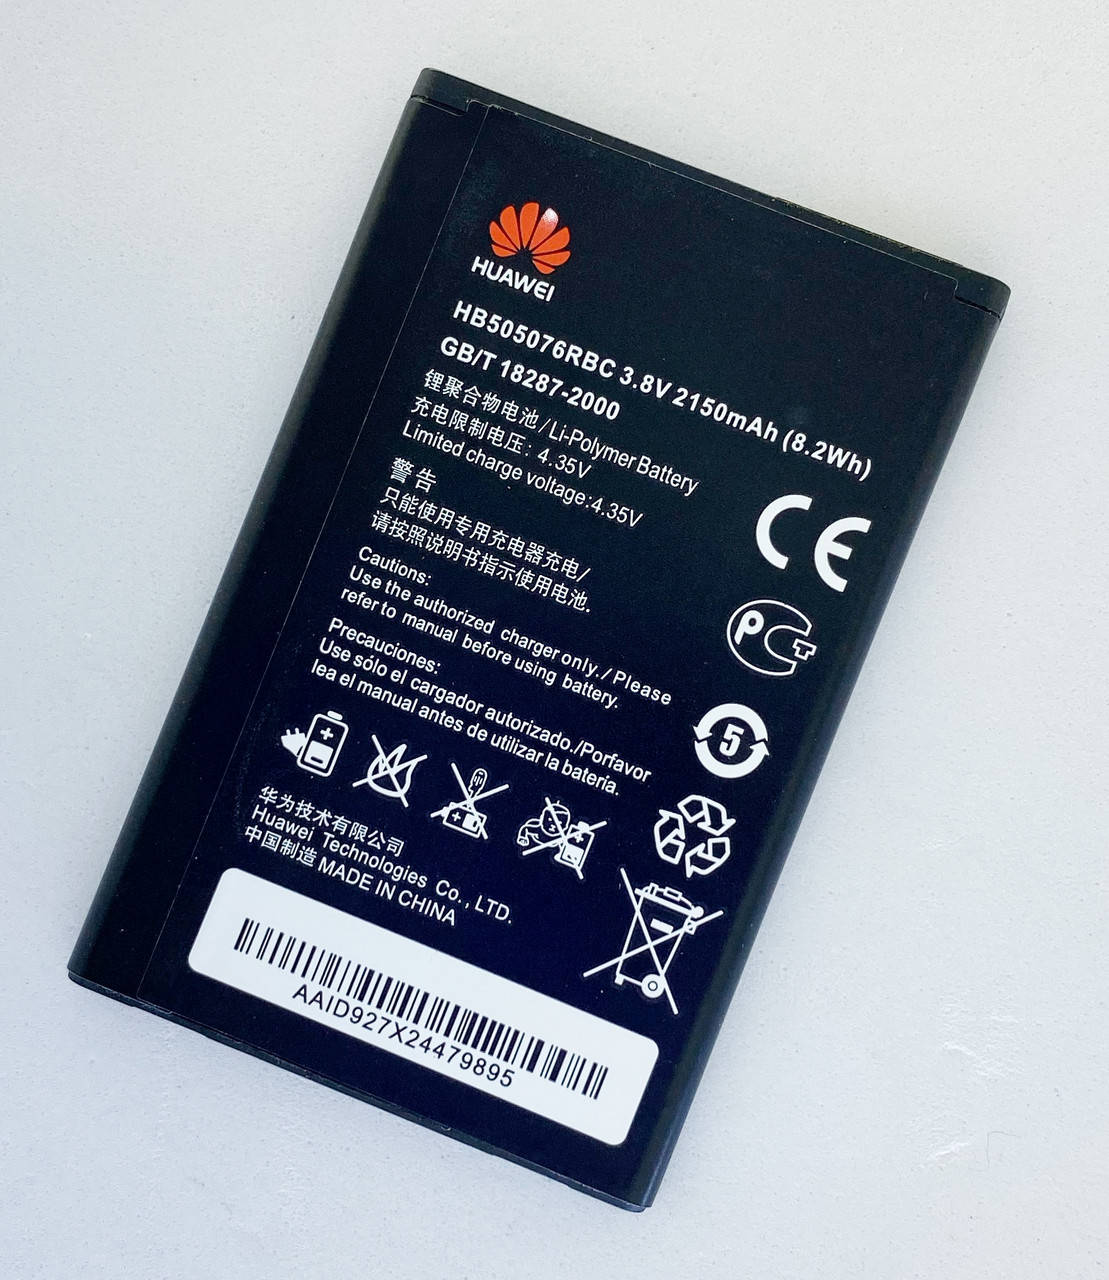 HUAWEI
HB505076RBC 3.8V 2150mAh (8.2Wh)
GB/T 18287-2000
锂聚合物电池/Li-Polymer Battery
充电限制电压: 4.35V
Limited charge voltage:4.35V
警告
只能使用专用充电器充电/
请按照说明书指示使用电池.
Cautions:
Use the authorized charger only./Please
refer to manual before using battery.
Precauciones:
Use sólo el cargador autorizado./Porfavor
lea el manual antes de utilizar la batería.
CE
PCT
5
华为技术有限公司
Huawei Technologies Co., LTD.
中国制造 MADE IN CHINA
AAID927X24479895